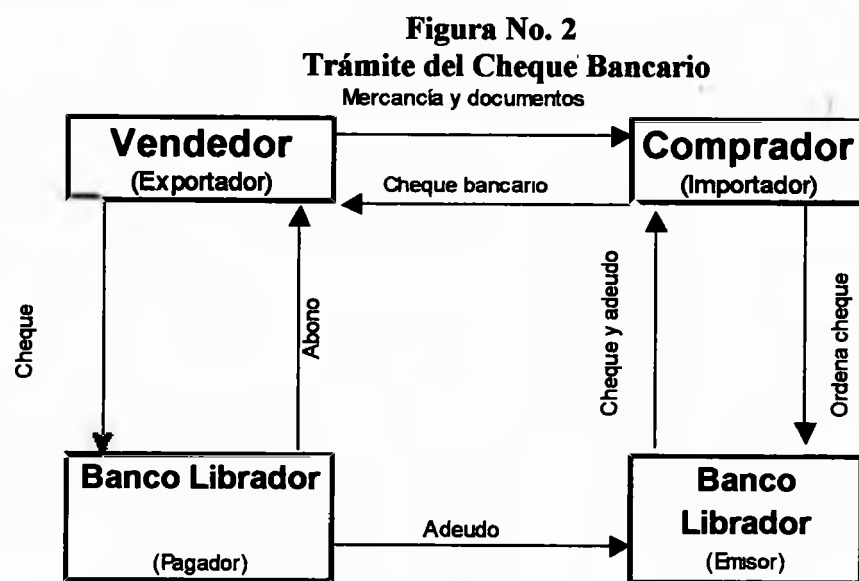 Figura No. 2
Trámite del Cheque Bancario
Mercancía y documentos
Vendedor
(Exportador)
Comprador
(Importador)
Cheque bancario
Cheque
Abono
Cheque y adeudo
Ordena cheque
Banco Librador
(Pagador)
Adeudo
Banco
Librador
(Emisor)